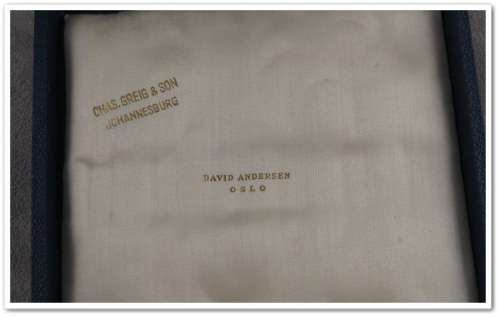 CHAS. GREIG & SON
JOHANNESBURG
DAVID ANDERSEN
OSLO